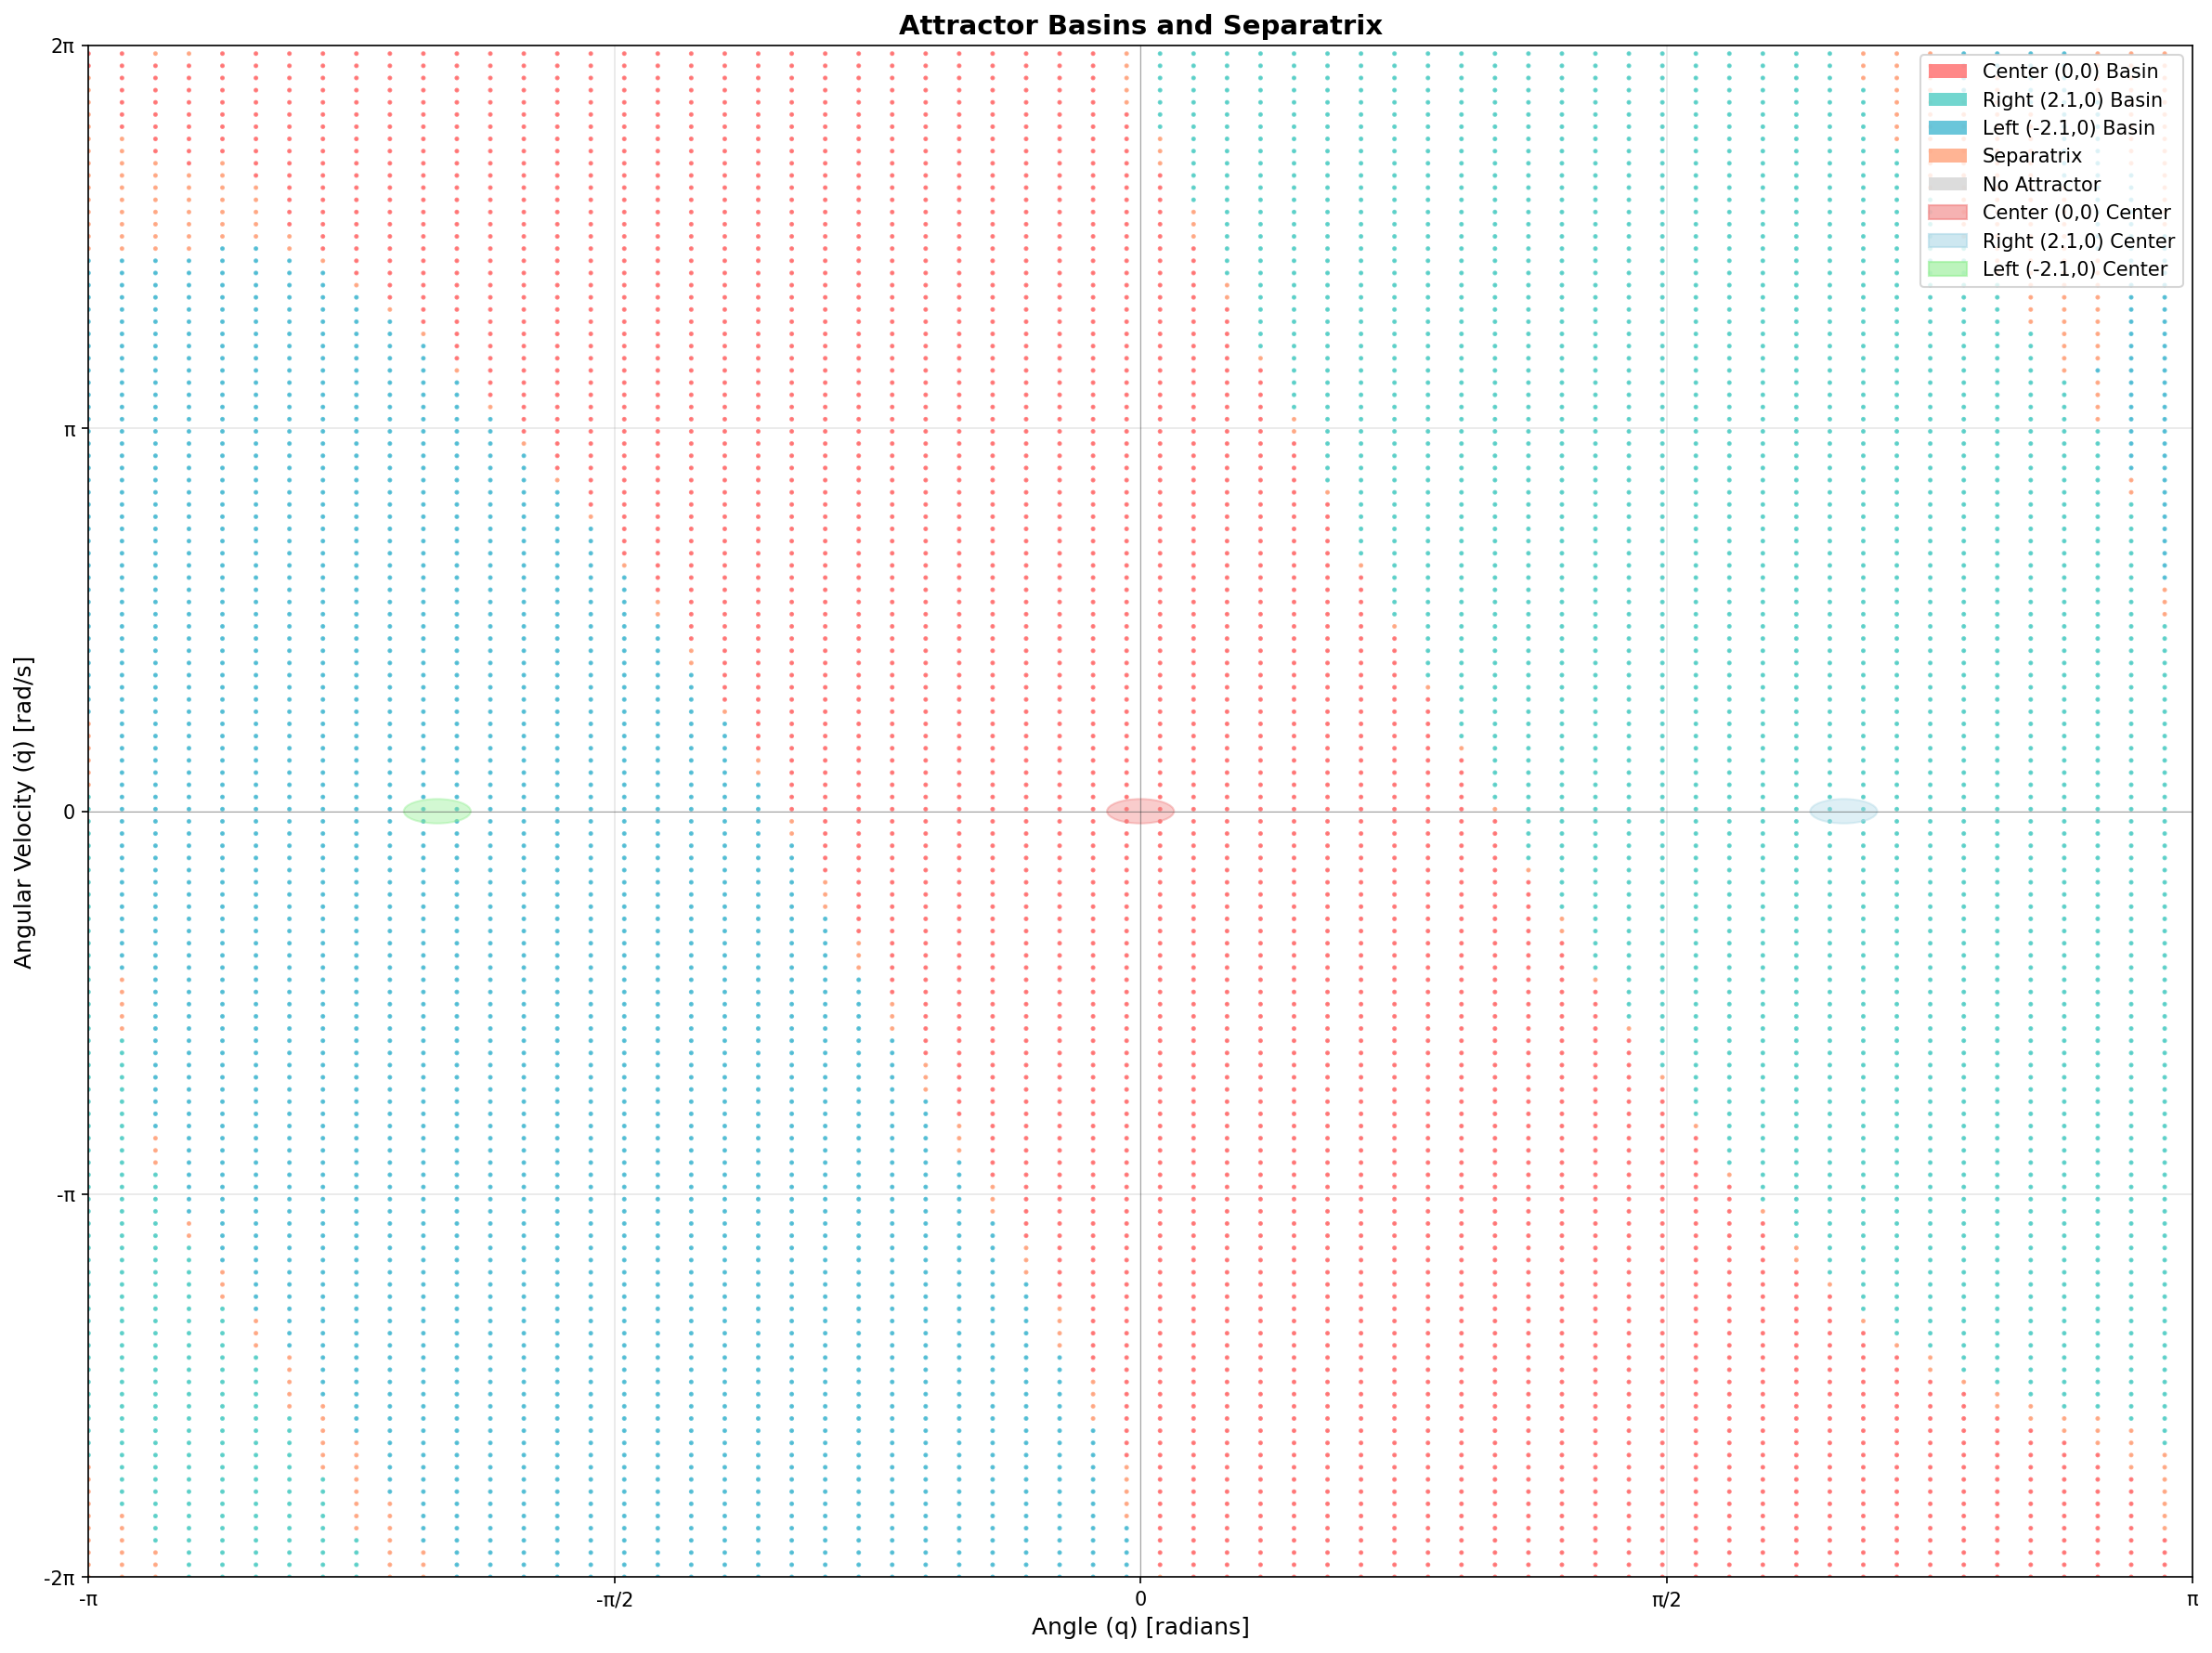 Attractor Basins and Separatrix
2π
π
0
-π
-2π
Angular Velocity (q̇) [rad/s]
-π
-π/2
0
π/2
π
Angle (q) [radians]
Center (0,0) Basin
Right (2.1,0) Basin
Left (-2.1,0) Basin
Separatrix
No Attractor
Center (0,0) Center
Right (2.1,0) Center
Left (-2.1,0) Center